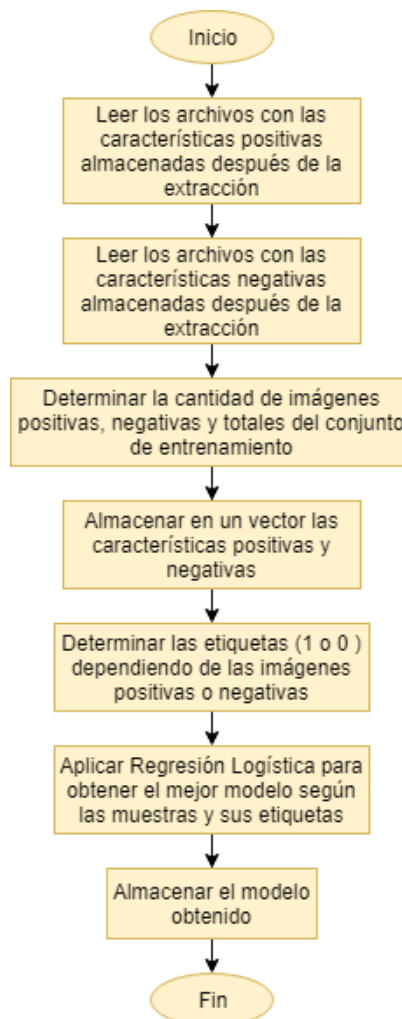 Inicio
Leer los archivos con las
características positivas
almacenadas después de la
extracción
Leer los archivos con las
características negativas
almacenadas después de la
extracción
Determinar la cantidad de imágenes
positivas, negativas y totales del conjunto
de entrenamiento
Almacenar en un vector las
características positivas y
negativas
Determinar las etiquetas (1 o 0 )
dependiendo de las imágenes
positivas o negativas
Aplicar Regresión Logística para
obtener el mejor modelo según
las muestras y sus etiquetas
Almacenar el modelo
obtenido
Fin